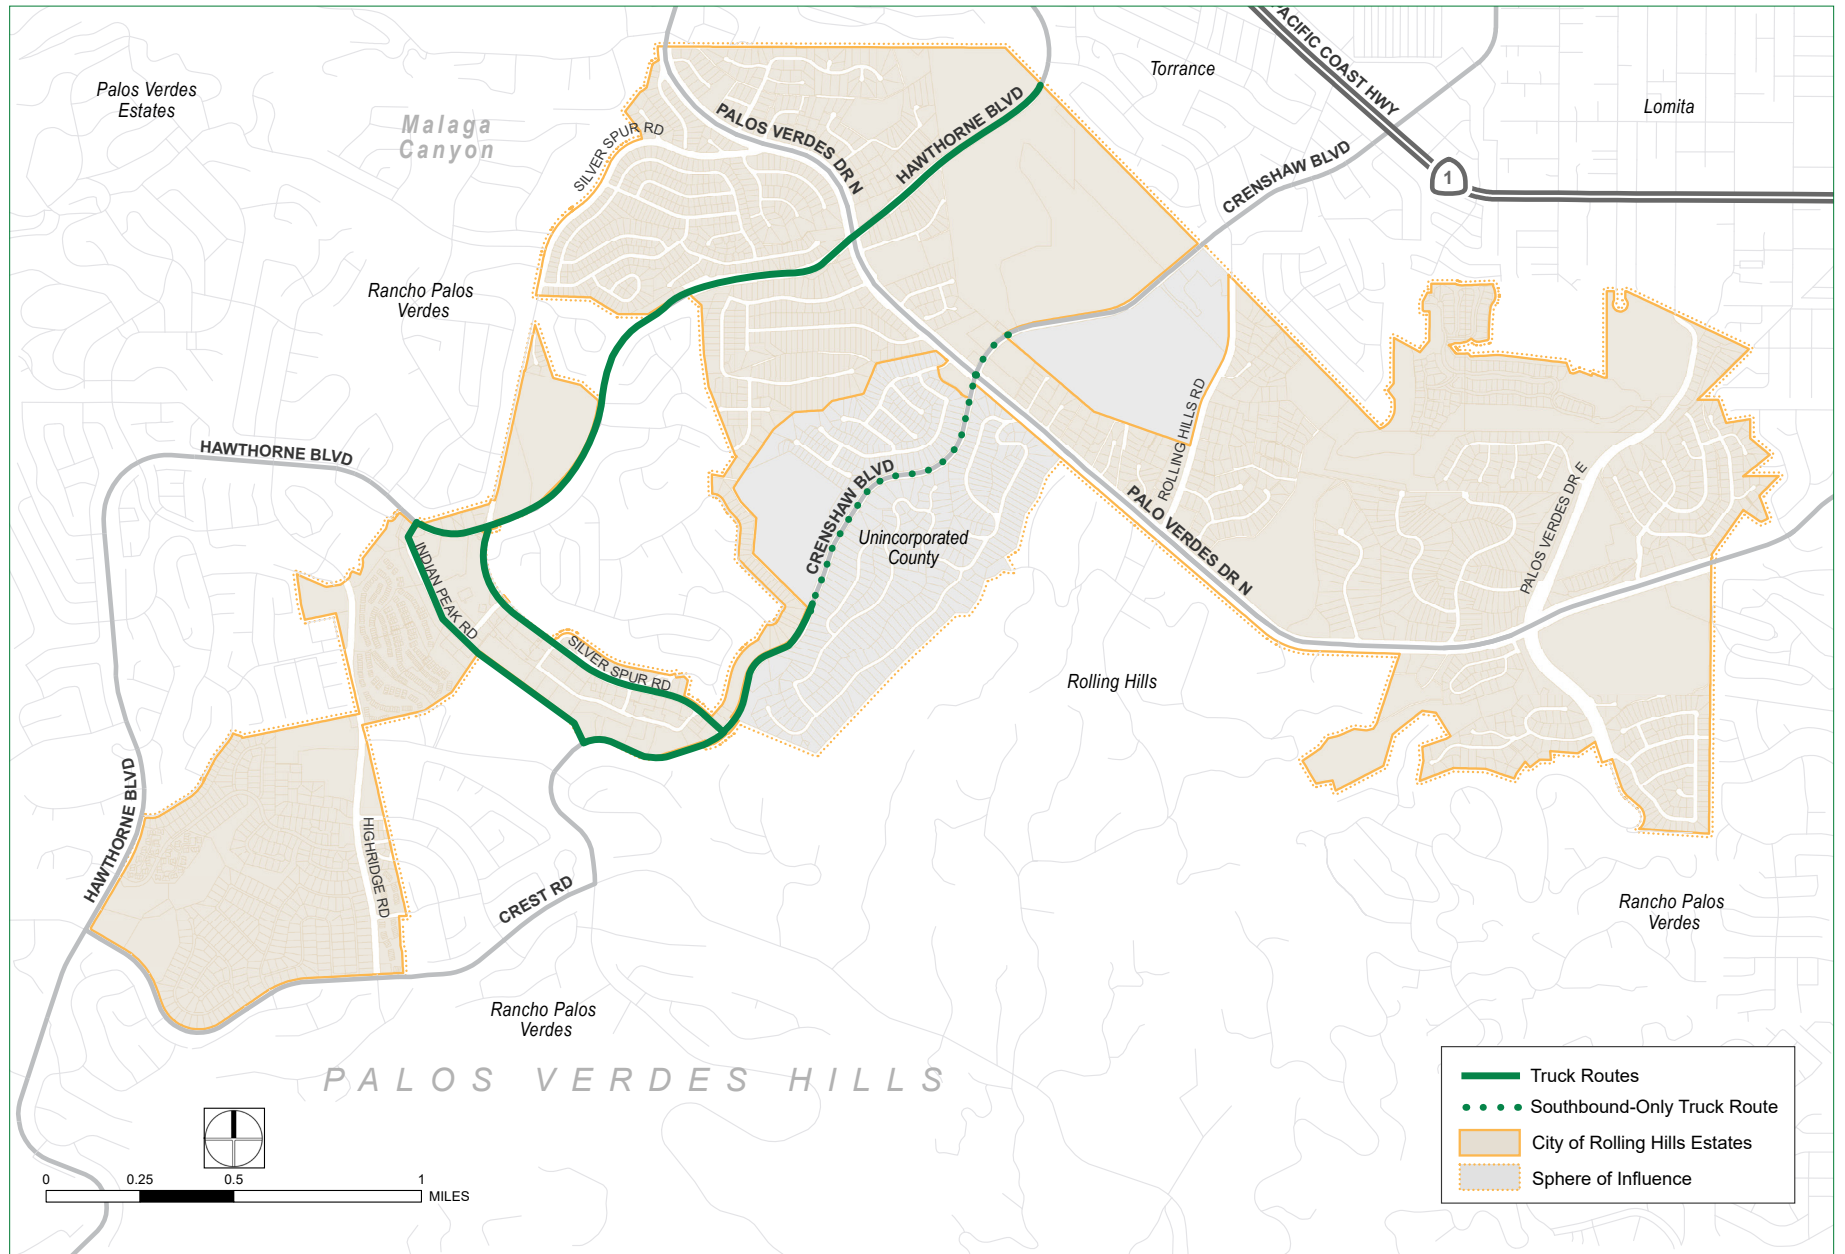 ACIFIC COAST HWY
Torrance
Palos Verdes
Estates
Lomita
Malaga
Canyon
SILVER SPUR RD
PALOS VERDES DR N
HAWTHORNE BLVD
CRENSHAW BLVD
1
Rancho Palos
Verdes
ROLLING HILLS RD
HAWTHORNE BLVD
CRENSHAW BLVD
Unincorporated
County
PALO VERDES DR N
PALOS VERDES DR E
INDIAN PEAK RD
SILVER SPUR RD
Rolling Hills
HAWTHORNE BLVD
HIGHRIDGE RD
CREST RD
Rancho Palos
Verdes
Rancho Palos
Verdes
PALOS VERDES HILLS
Truck Routes
Southbound-Only Truck Route
City of Rolling Hills Estates
Sphere of Influence
0 0.25 0.5 1
MILES